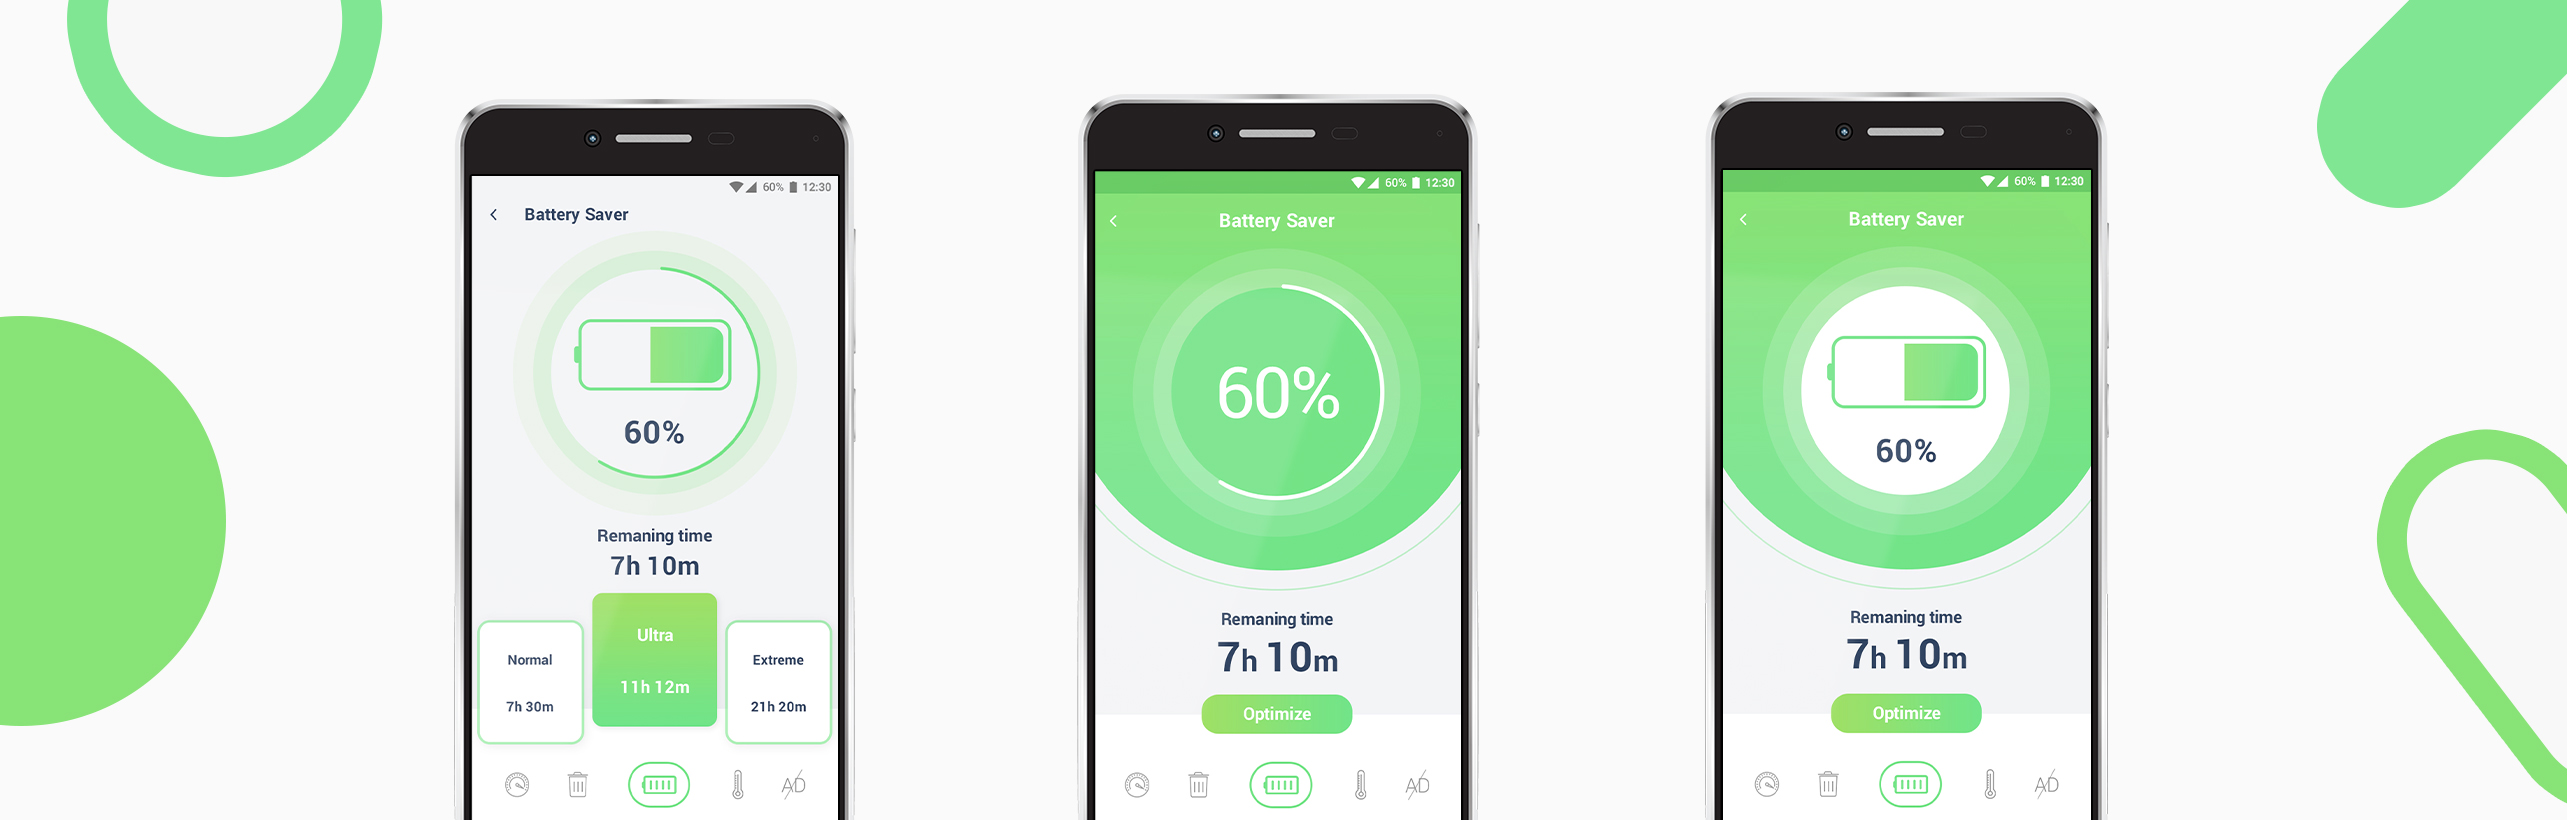 60% 12:30
Battery Saver
60%
Remaning time
7h 10m
Normal
7h 30m
Ultra
11h 12m
Extreme
21h 20m
AD
60% 12:30
Battery Saver
60%
Remaning time
7h 10m
Optimize
AD
60% 12:30
Battery Saver
60%
Remaning time
7h 10m
Optimize
AD